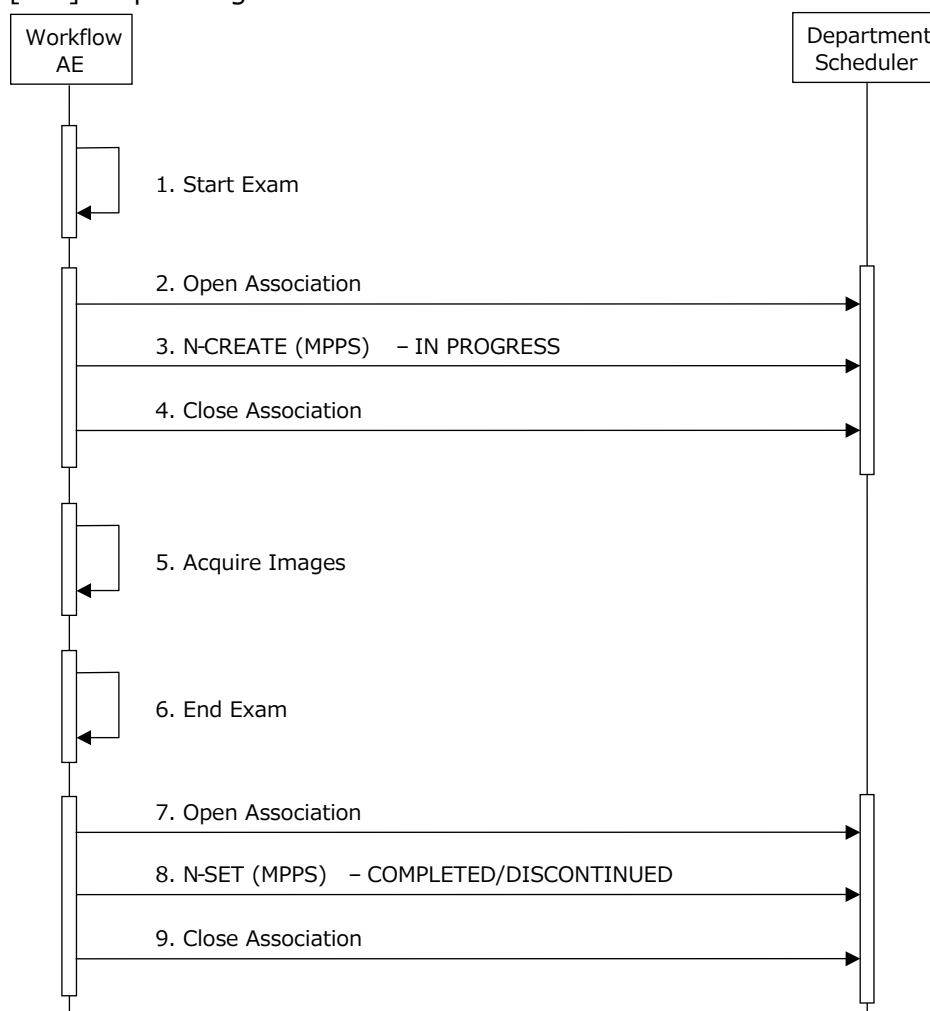 Workflow
AE
Department
Scheduler
1. Start Exam
2. Open Association
3. N-CREATE (MPPS) – IN PROGRESS
4. Close Association
5. Acquire Images
6. End Exam
7. Open Association
8. N-SET (MPPS) – COMPLETED/DISCONTINUED
9. Close Association